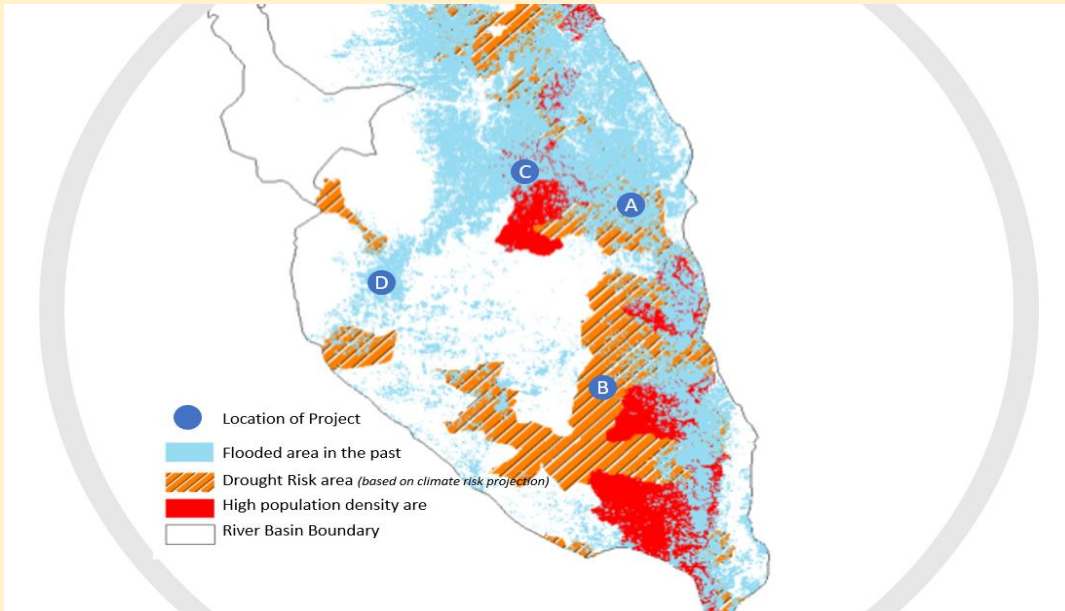 C
A
D
B
Location of Project
Flooded area in the past
Drought Risk area (based on climate risk projection)
High population density are
River Basin Boundary